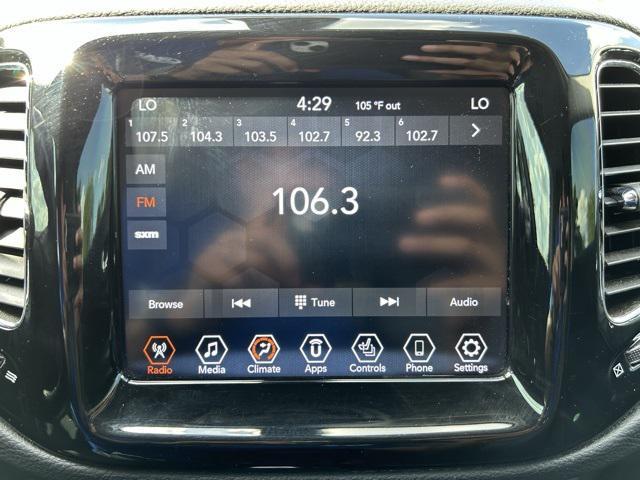 LO 4:29 105 °F out LO
1 2 3 4 5 6
107.5 104.3 103.5 102.7 92.3 102.7
AM
FM
sxm
106.3
Browse Tune Audio
Radio Media Climate Apps Controls Phone Settings